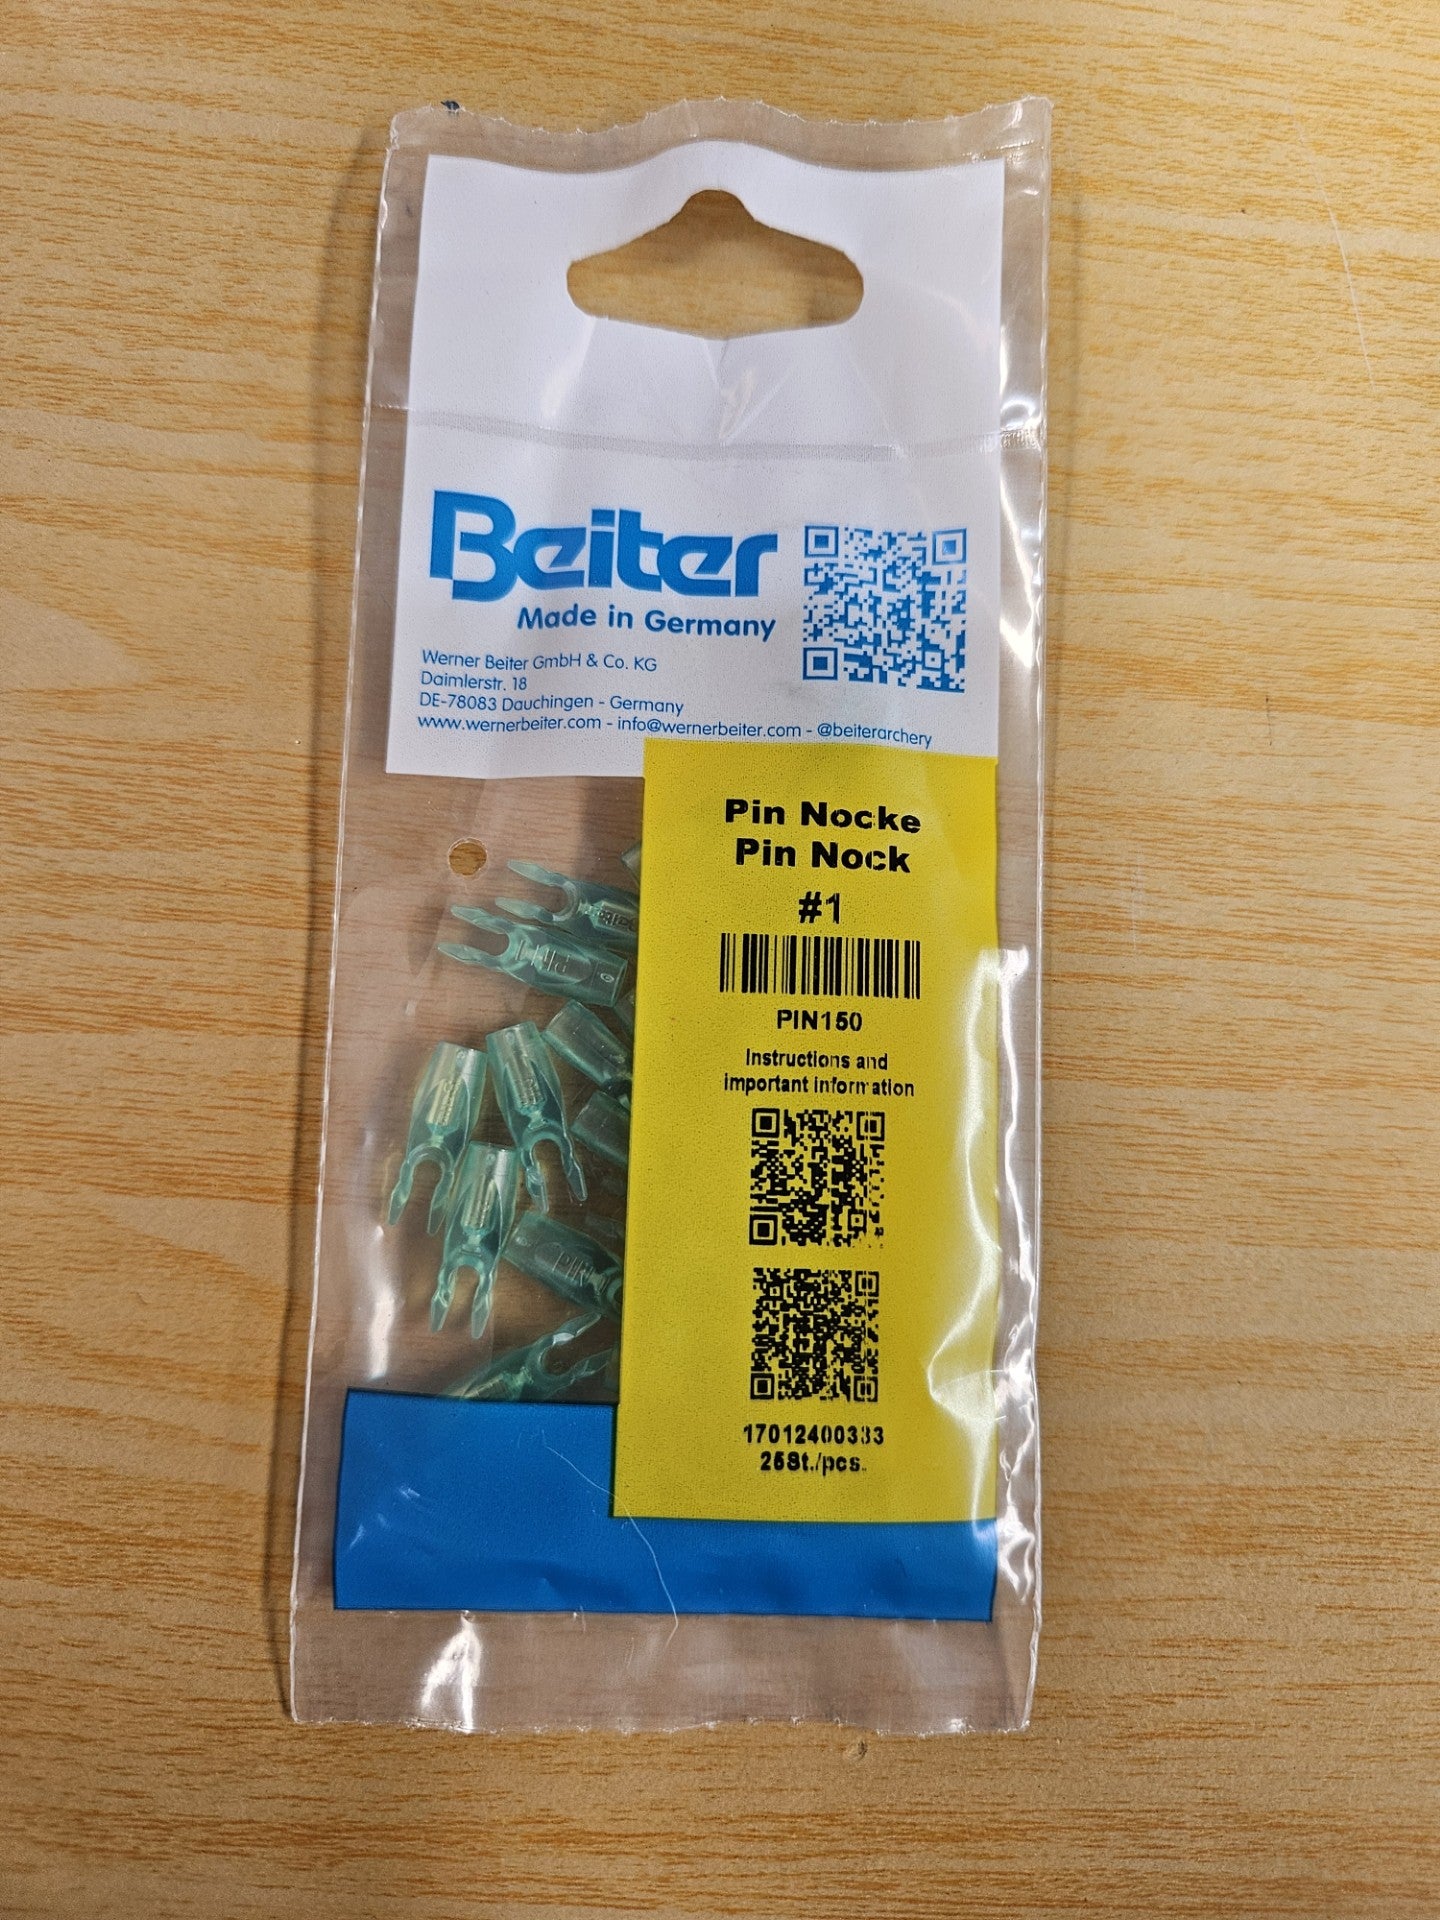 Beiter
Made in Germany
Werner Beiter GmbH & Co. KG
Daimlerstr. 18
DE-78083 Dauchingen - Germany
www.wernerbeiter.com - info@wernerbeiter.com - @beiterarchery
Pin Nocke
Pin Nock
#1
PIN150
Instructions and
important information
17012400333
25St./pcs.